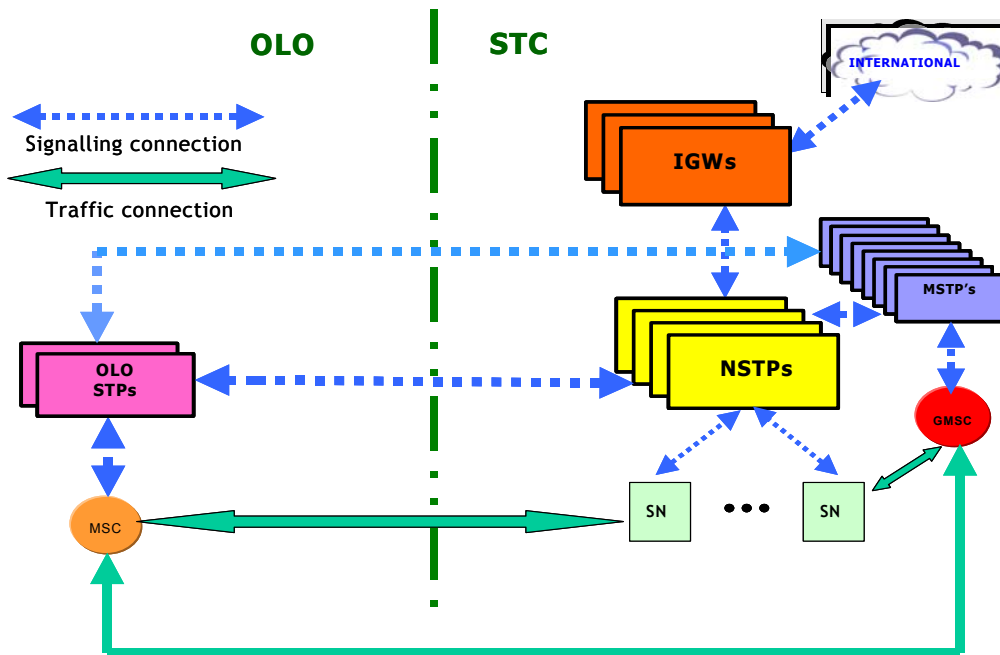 OLO
STC
INTERNATIONAL
Signalling connection
IGWs
Traffic connection
MSTP's
OLO
STPs
NSTPs
GMSC
MSC
SN
SN